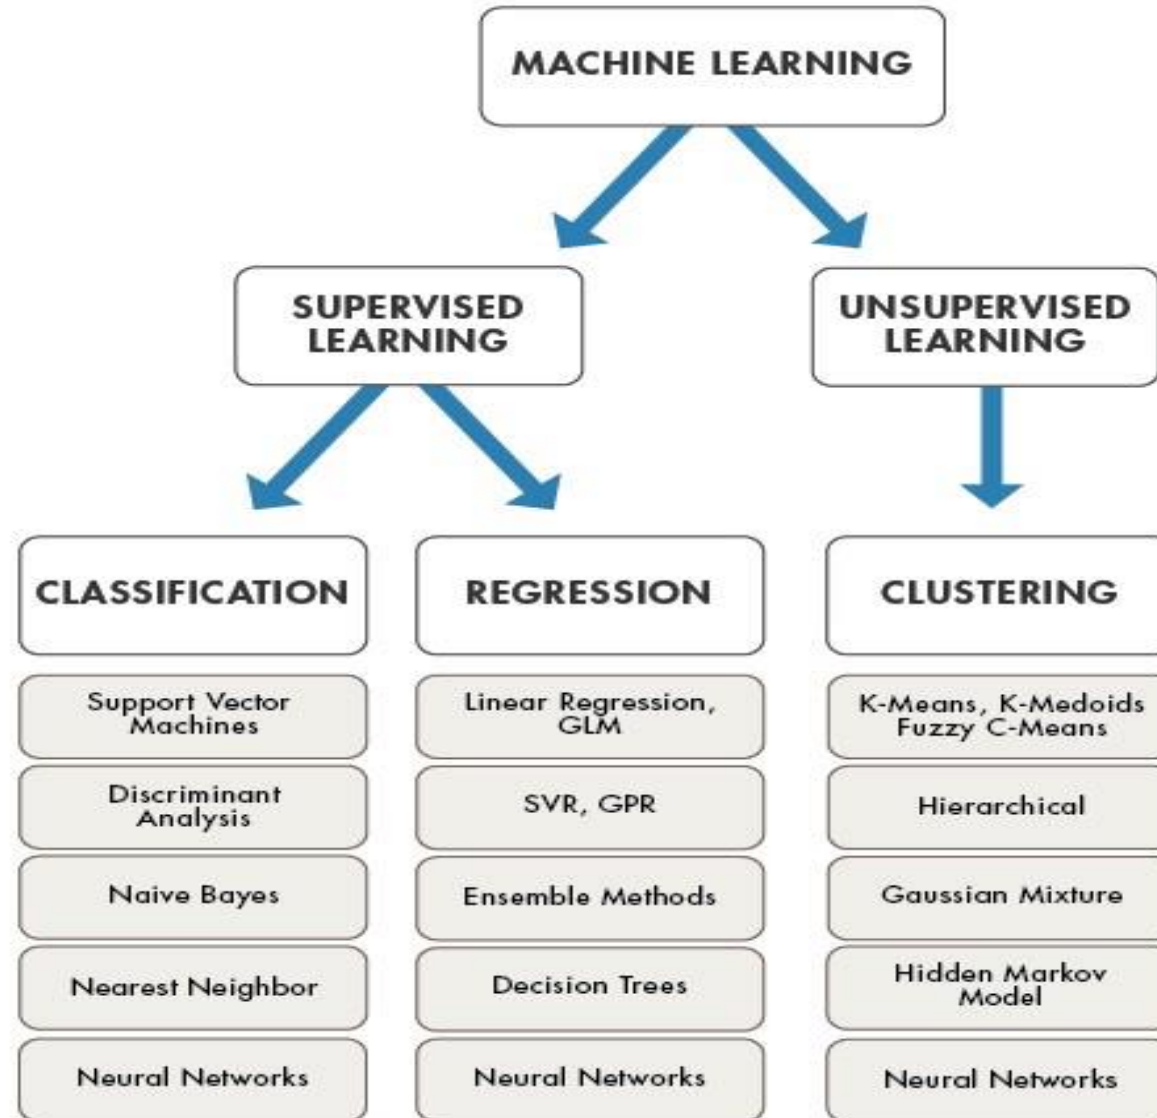 MACHINE LEARNING
SUPERVISED
LEARNING
UNSUPERVISED
LEARNING
CLASSIFICATION
Support Vector
Machines
Discriminant
Analysis
Naive Bayes
Nearest Neighbor
Neural Networks
REGRESSION
Linear Regression,
GLM
SVR, GPR
Ensemble Methods
Decision Trees
Neural Networks
CLUSTERING
K-Means, K-Medoids
Fuzzy C-Means
Hierarchical
Gaussian Mixture
Hidden Markov
Model
Neural Networks